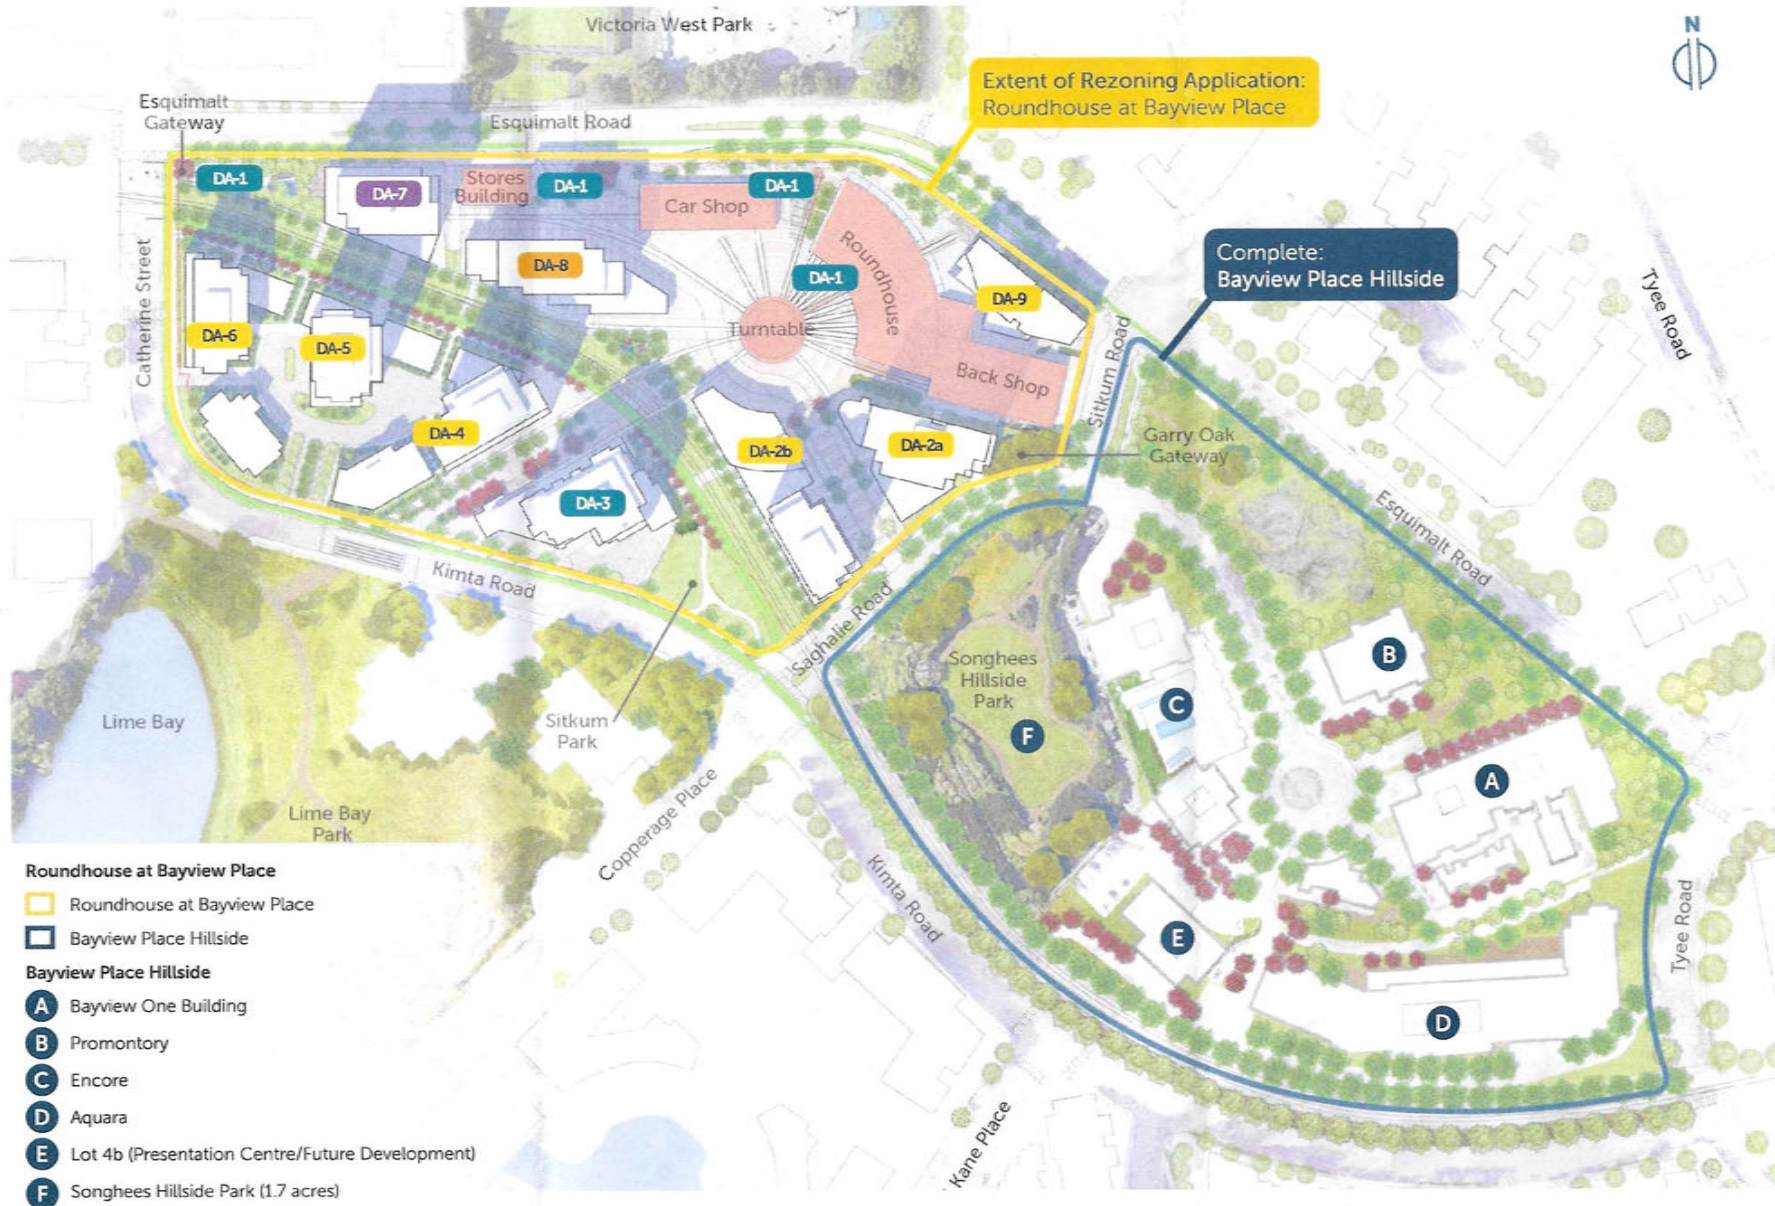 Victoria West Park
N
Extent of Rezoning Application:
Roundhouse at Bayview Place
Esquimalt
Gateway
Esquimalt Road
DA-1
DA-7
Stores
Building
DA-1
DA-1
Car Shop
Roundhouse
Complete:
Bayview Place Hillside
DA-8
DA-1
DA-9
Catherine Street
Tyee Road
DA-6
DA-5
Turntable
Sitkum Road
Back Shop
DA-4
DA-2b
DA-2a
Garry Oak
Gateway
DA-3
Esquimalt Road
Kimta Road
Saghalie Road
Songhees
Hillside
Park
B
C
F
Lime Bay
Sitkum
Park
A
Lime Bay
Park
Copperage Place
Kimta Road
E
Tyee Road
D
Kane Place
Roundhouse at Bayview Place
Roundhouse at Bayview Place
Bayview Place Hillside
Bayview Place Hillside
A Bayview One Building
B Promontory
C Encore
D Aquara
E Lot 4b (Presentation Centre/Future Development)
F Songhees Hillside Park (1.7 acres)